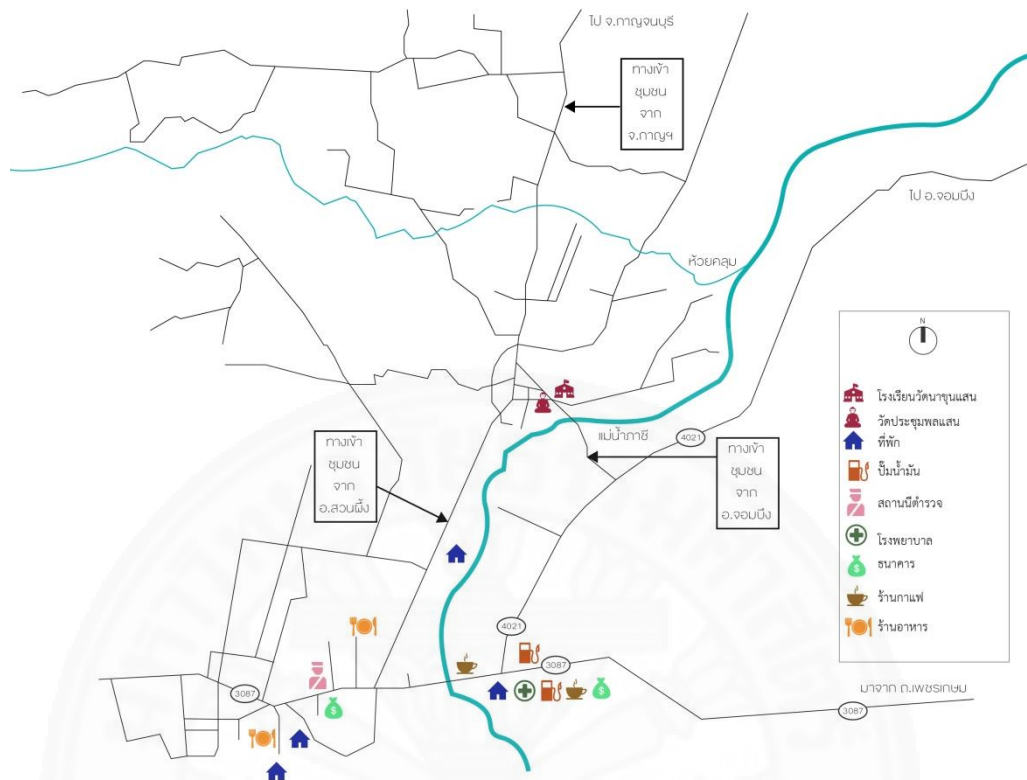 ไป จ.กาญจนบุรี
ทางเข้า
ชุมชน
จาก
จ.กาญฯ
ไป อ.จอมบึง
ห้วยคลุม
N
โรงเรียนวัดนาขุนแสน
วัดประชุมพลแสน
ที่พัก
ปั๊มน้ำมัน
สถานนีตำรวจ
โรงพยาบาล
ธนาคาร
ร้านกาแฟ
ร้านอาหาร
แม่น้ำภาชี
4021
ทางเข้า
ชุมชน
จาก
อ.สวนผึ้ง
ทางเข้า
ชุมชน
จาก
อ.จอมบึง
4021
3087
3087
มาจาก ถ.เพชรเกษม
3087